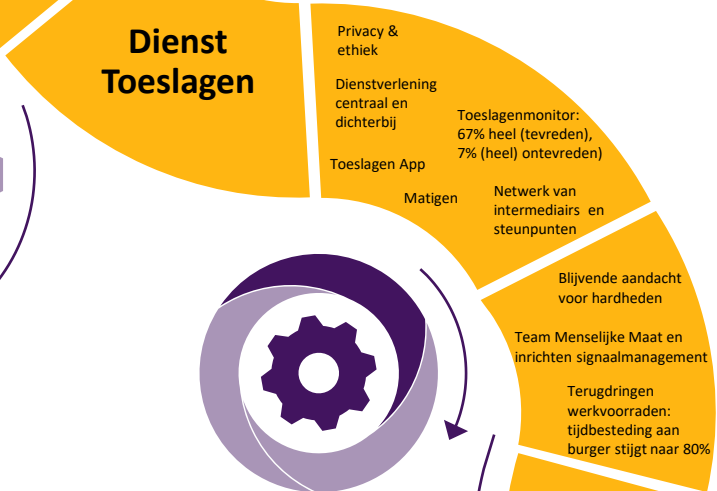 Dienst
Toeslagen
Privacy &
ethiek
Dienstverlening
centraal en
dichterbij
Toeslagenmonitor:
67% heel (tevreden),
7% (heel) ontevreden)
Toeslagen App
Matigen
Netwerk van
intermediairs en
steunpunten
Blijvende aandacht
voor hardheden
Team Menselijke Maat en
inrichten signaalmanagement
Terugdringen
werkvoorraden:
tijdbesteding aan
burger stijgt naar 80%